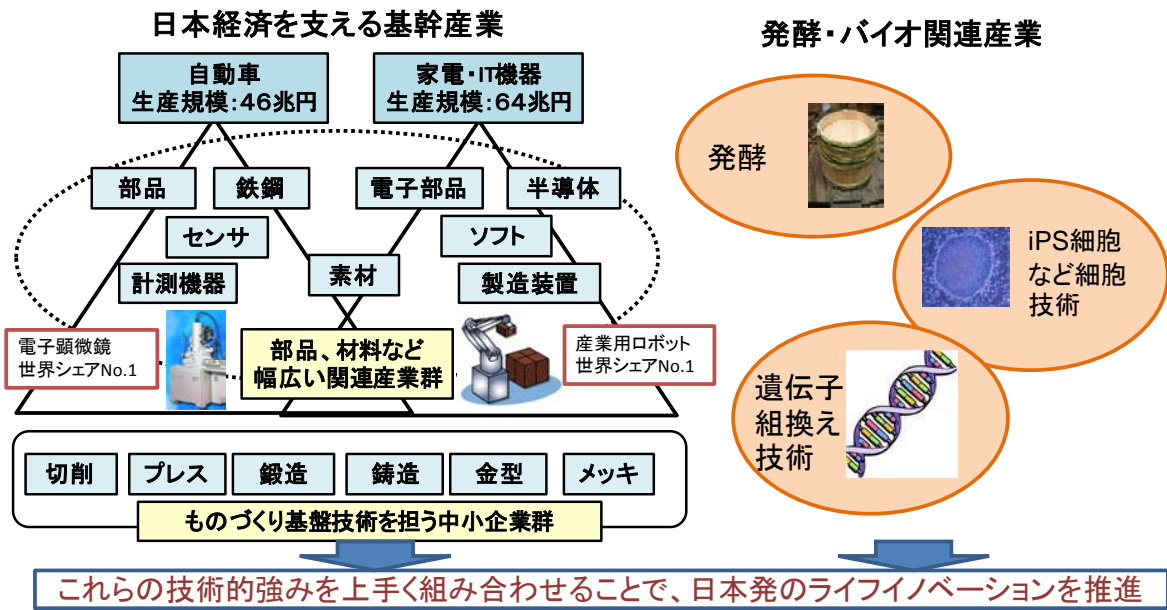 日本経済を支える基幹産業
発酵・バイオ関連産業
自動車
生産規模：46兆円
家電・IT機器
生産規模：64兆円
部品
鉄鋼
電子部品
半導体
センサ
ソフト
計測機器
素材
製造装置
電子顕微鏡
世界シェアNo.1
部品、材料など
幅広い関連産業群
産業用ロボット
世界シェアNo.1
切削
プレス
鍛造
鋳造
金型
メッキ
ものづくり基盤技術を担う中小企業群
発酵
iPS細胞
など細胞
技術
遺伝子
組換え
技術
これらの技術的強みを上手く組み合わせることで、日本発のライフイノベーションを推進